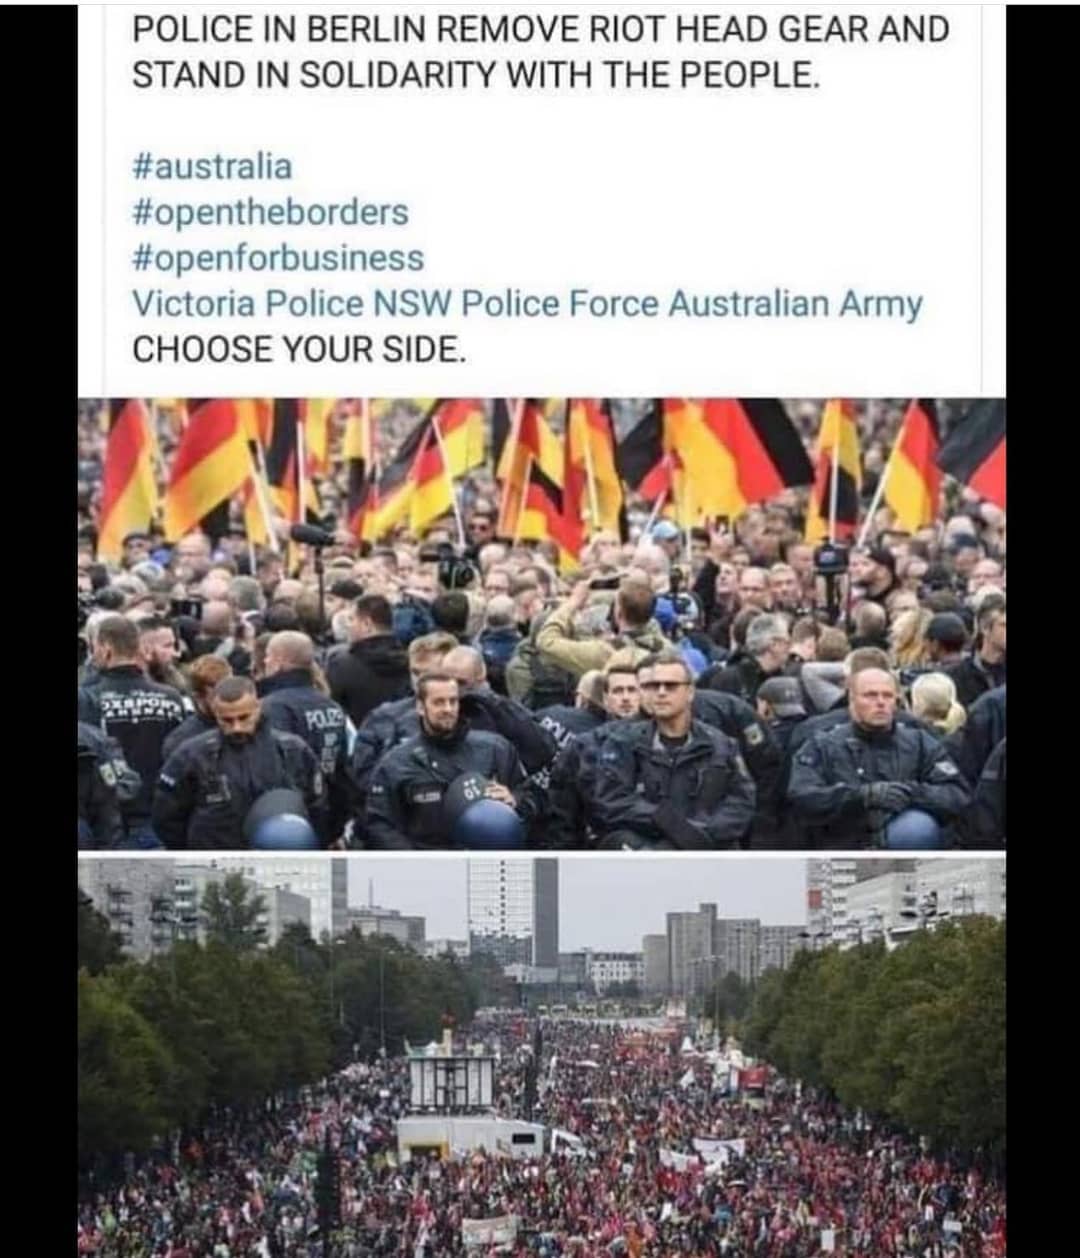 POLICE IN BERLIN REMOVE RIOT HEAD GEAR AND
STAND IN SOLIDARITY WITH THE PEOPLE.
#australia
#opentheborders
#openforbusiness
Victoria Police NSW Police Force Australian Army
CHOOSE YOUR SIDE.